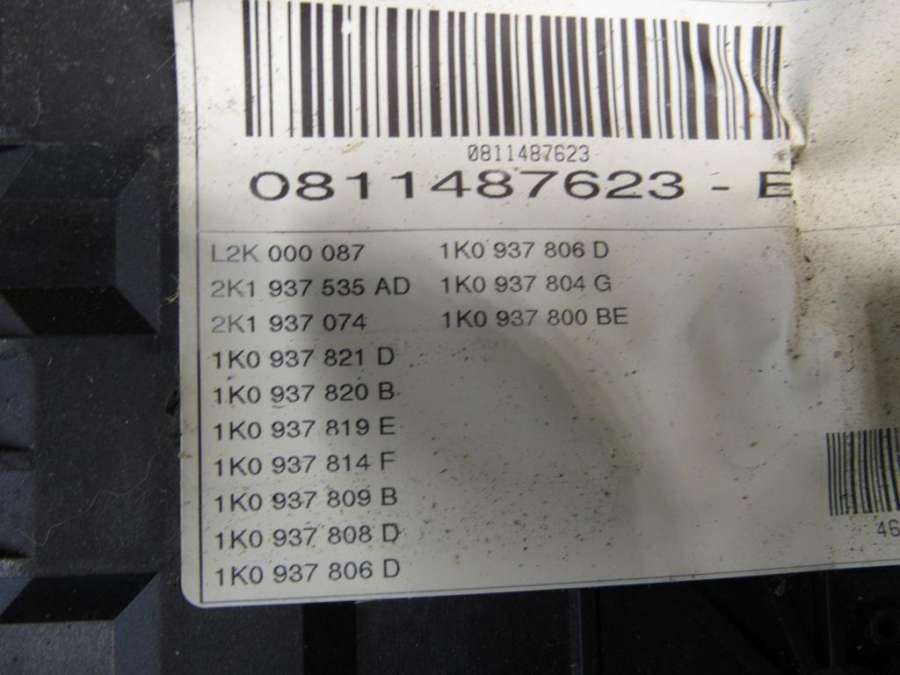 0811487623
0811487623 - E
L2K 000 087
2K1 937 535 AD
2K1 937 074
1K0 937 821 D
1K0 937 820 B
1K0 937 819 E
1K0 937 814 F
1K0 937 809 B
1K0 937 808 D
1K0 937 806 D
1K0 937 806 D
1K0 937 804 G
1K0 937 800 BE
46